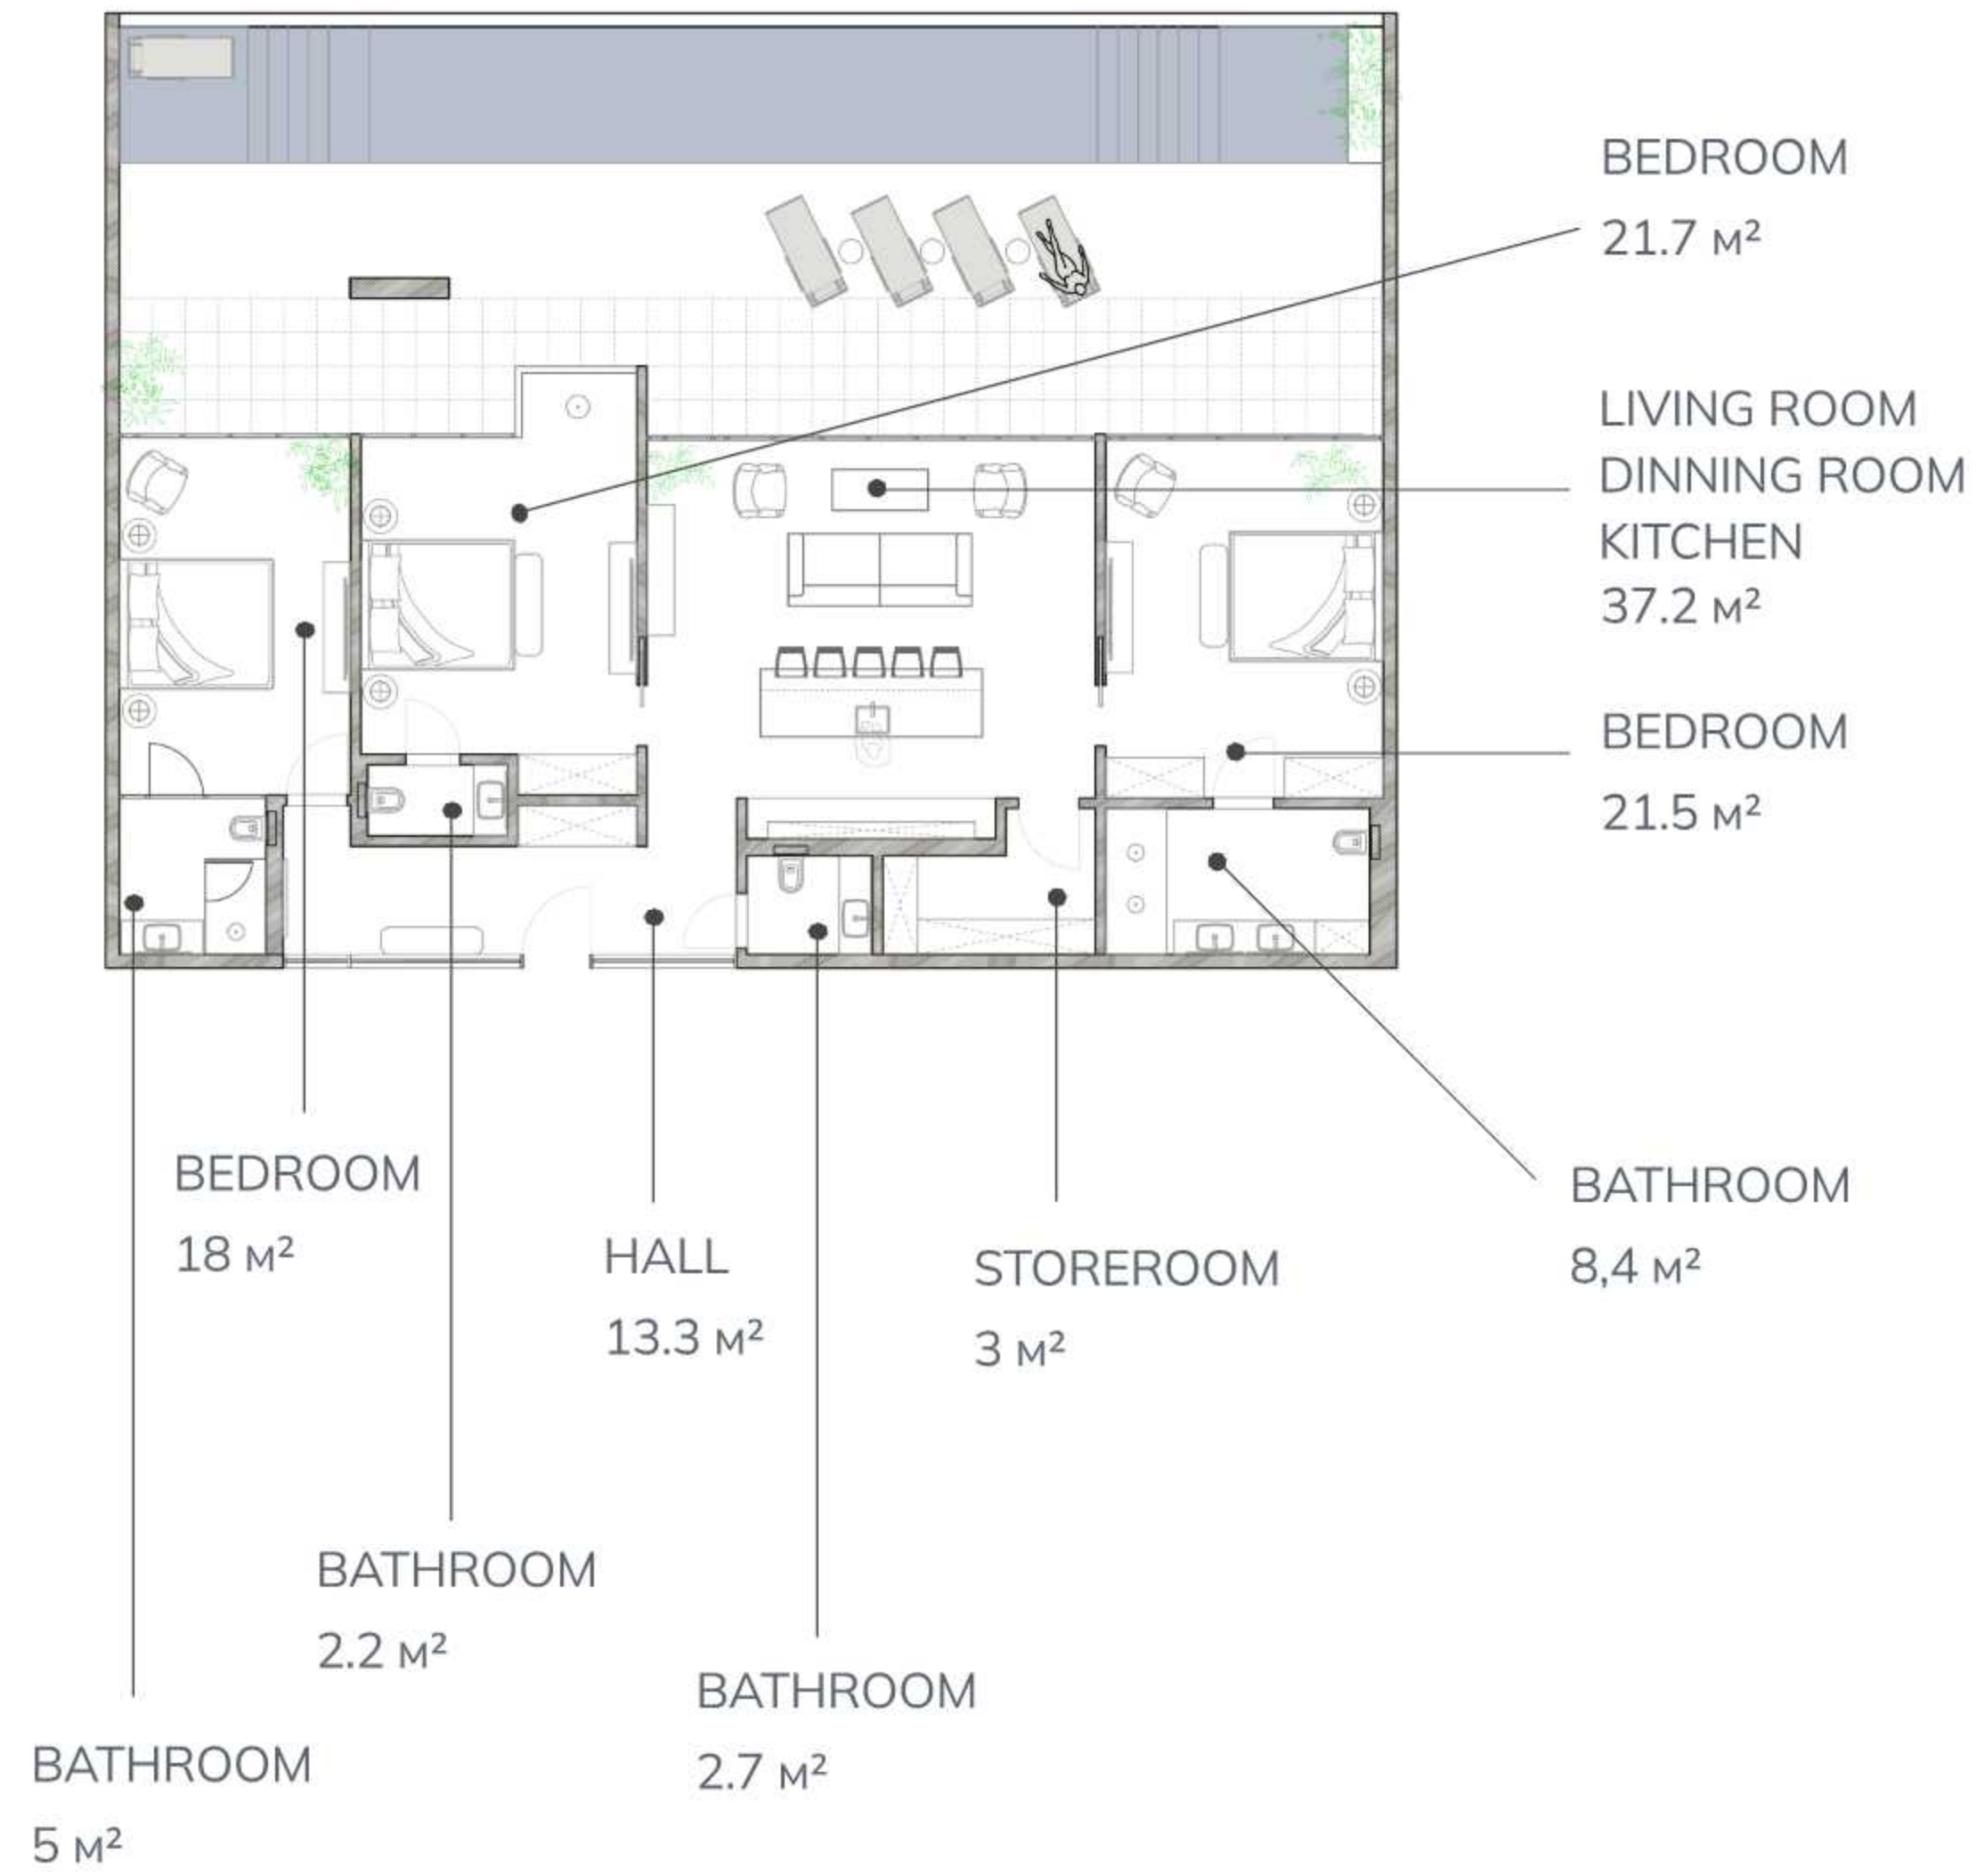 BEDROOM
21.7 м²
LIVING ROOM
DINNING ROOM
KITCHEN
37.2 м²
BEDROOM
21.5 м²
BEDROOM
18 м²
HALL
13.3 м²
STOREROOM
3 м²
BATHROOM
8,4 м²
BATHROOM
2.2 м²
BATHROOM
2.7 м²
BATHROOM
5 м²